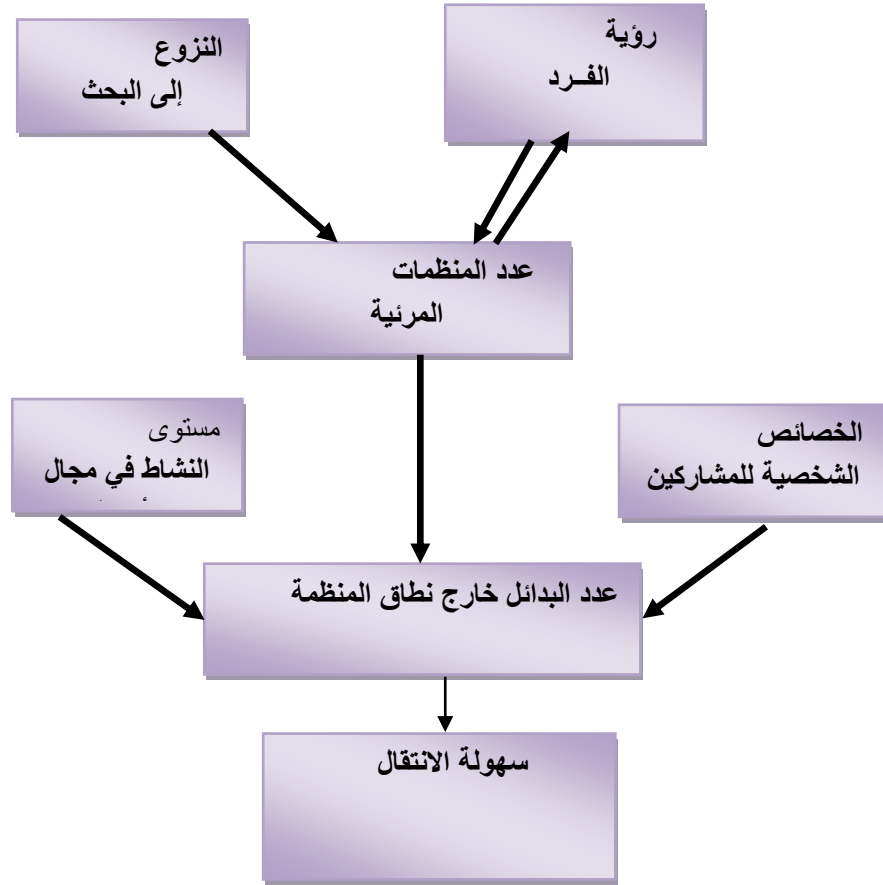 النزوع
إلى البحث
رؤية
الفــرد
عدد المنظمات
المرئية
مستوى
النشاط في مجال
الخصائص
الشخصية للمشاركين
عدد البدائل خارج نطاق المنظمة
سهولة الانتقال